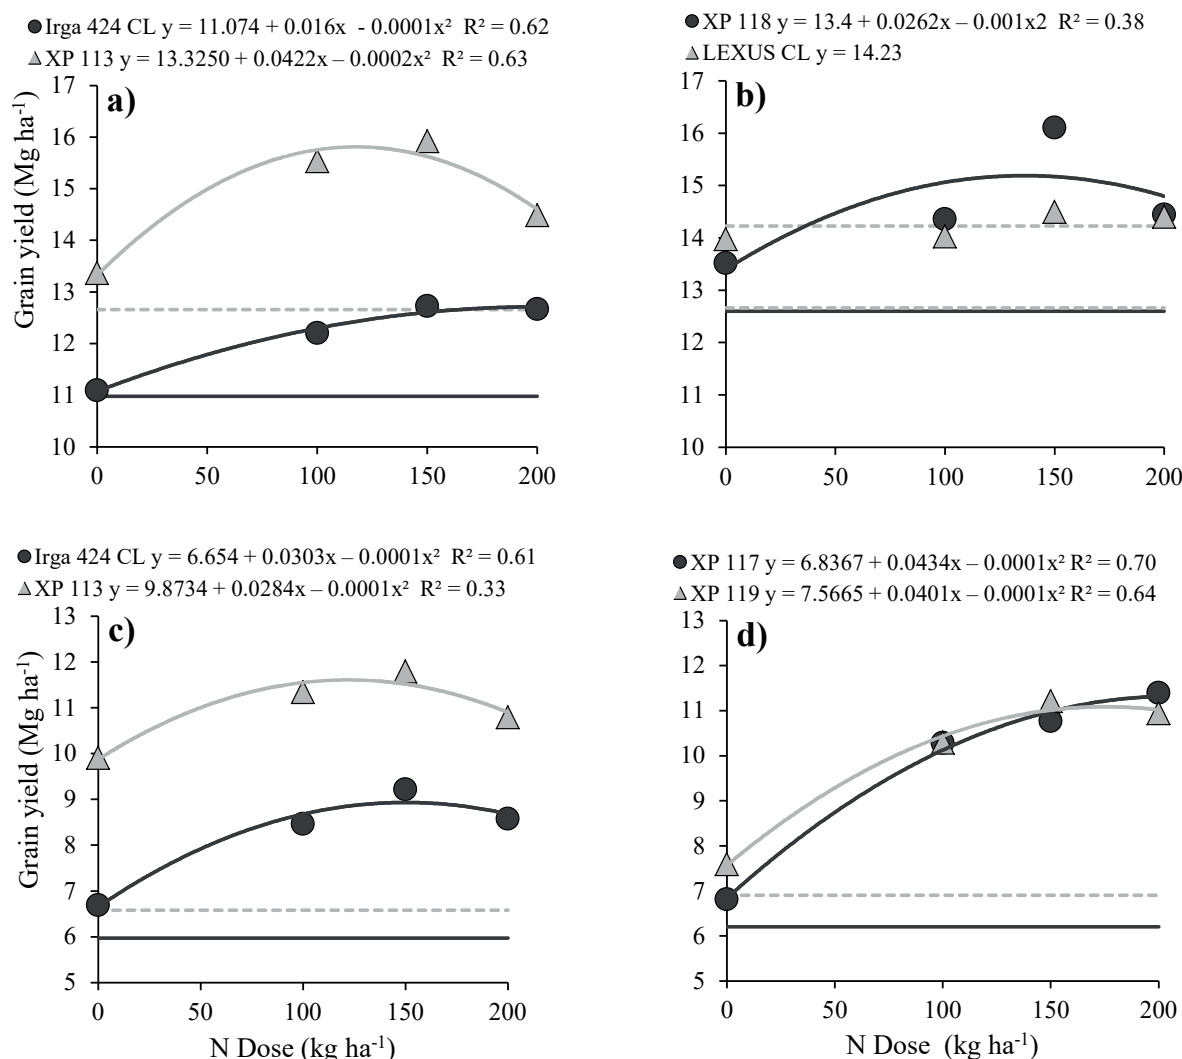 Irga 424 CL y = 11.074 + 0.016x - 0.0001x² R² = 0.62
XP 113 y = 13.3250 + 0.0422x – 0.0002x² R² = 0.63
a)
Grain yield (Mg ha⁻¹)
17
16
15
14
13
12
11
10
0 50 100 150 200
XP 118 y = 13.4 + 0.0262x – 0.001x2 R² = 0.38
LEXUS CL y = 14.23
b)
17
16
15
14
13
12
11
10
0 50 100 150 200
Irga 424 CL y = 6.654 + 0.0303x – 0.0001x² R² = 0.61
XP 113 y = 9.8734 + 0.0284x – 0.0001x² R² = 0.33
c)
Grain yield (Mg ha⁻¹)
13
12
11
10
9
8
7
6
5
0 50 100 150 200
N Dose (kg ha⁻¹)
XP 117 y = 6.8367 + 0.0434x – 0.0001x² R² = 0.70
XP 119 y = 7.5665 + 0.0401x – 0.0001x² R² = 0.64
d)
13
12
11
10
9
8
7
6
5
0 50 100 150 200
N Dose (kg ha⁻¹)